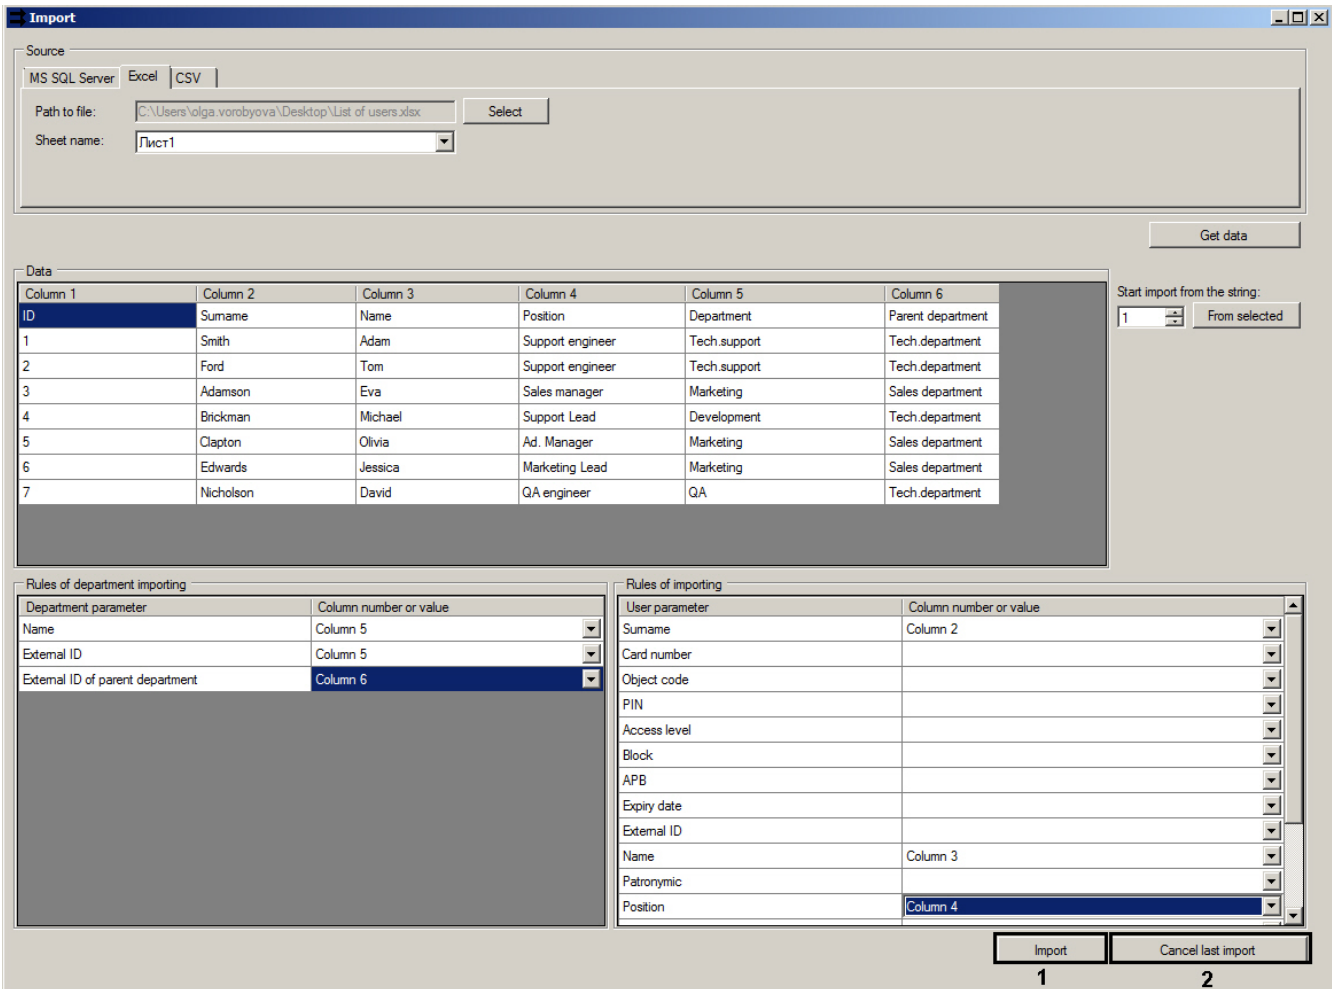 Import
Source
MS SQL Server Excel CSV
Path to file: C:\Users\olga.vorobyova\Desktop\List of users.xlsx Select
Sheet name: Лист1
Get data
Data
Column 1 Column 2 Column 3 Column 4 Column 5 Column 6
Start import from the string:
ID Surname Name Position Department Parent department
1 From selected
1 Smith Adam Support engineer Tech.support Tech.department
2 Ford Tom Support engineer Tech.support Tech.department
3 Adamson Eva Sales manager Marketing Sales department
4 Brickman Michael Support Lead Development Tech.department
5 Clapton Olivia Ad. Manager Marketing Sales department
6 Edwards Jessica Marketing Lead Marketing Sales department
7 Nicholson David QA engineer QA Tech.department
Rules of department importing
Department parameter Column number or value
Name Column 5
External ID Column 5
External ID of parent department Column 6
Rules of importing
User parameter Column number or value
Surname Column 2
Card number
Object code
PIN
Access level
Block
APB
Expiry date
External ID
Name Column 3
Patronymic
Position Column 4
Import Cancel last import
1 2